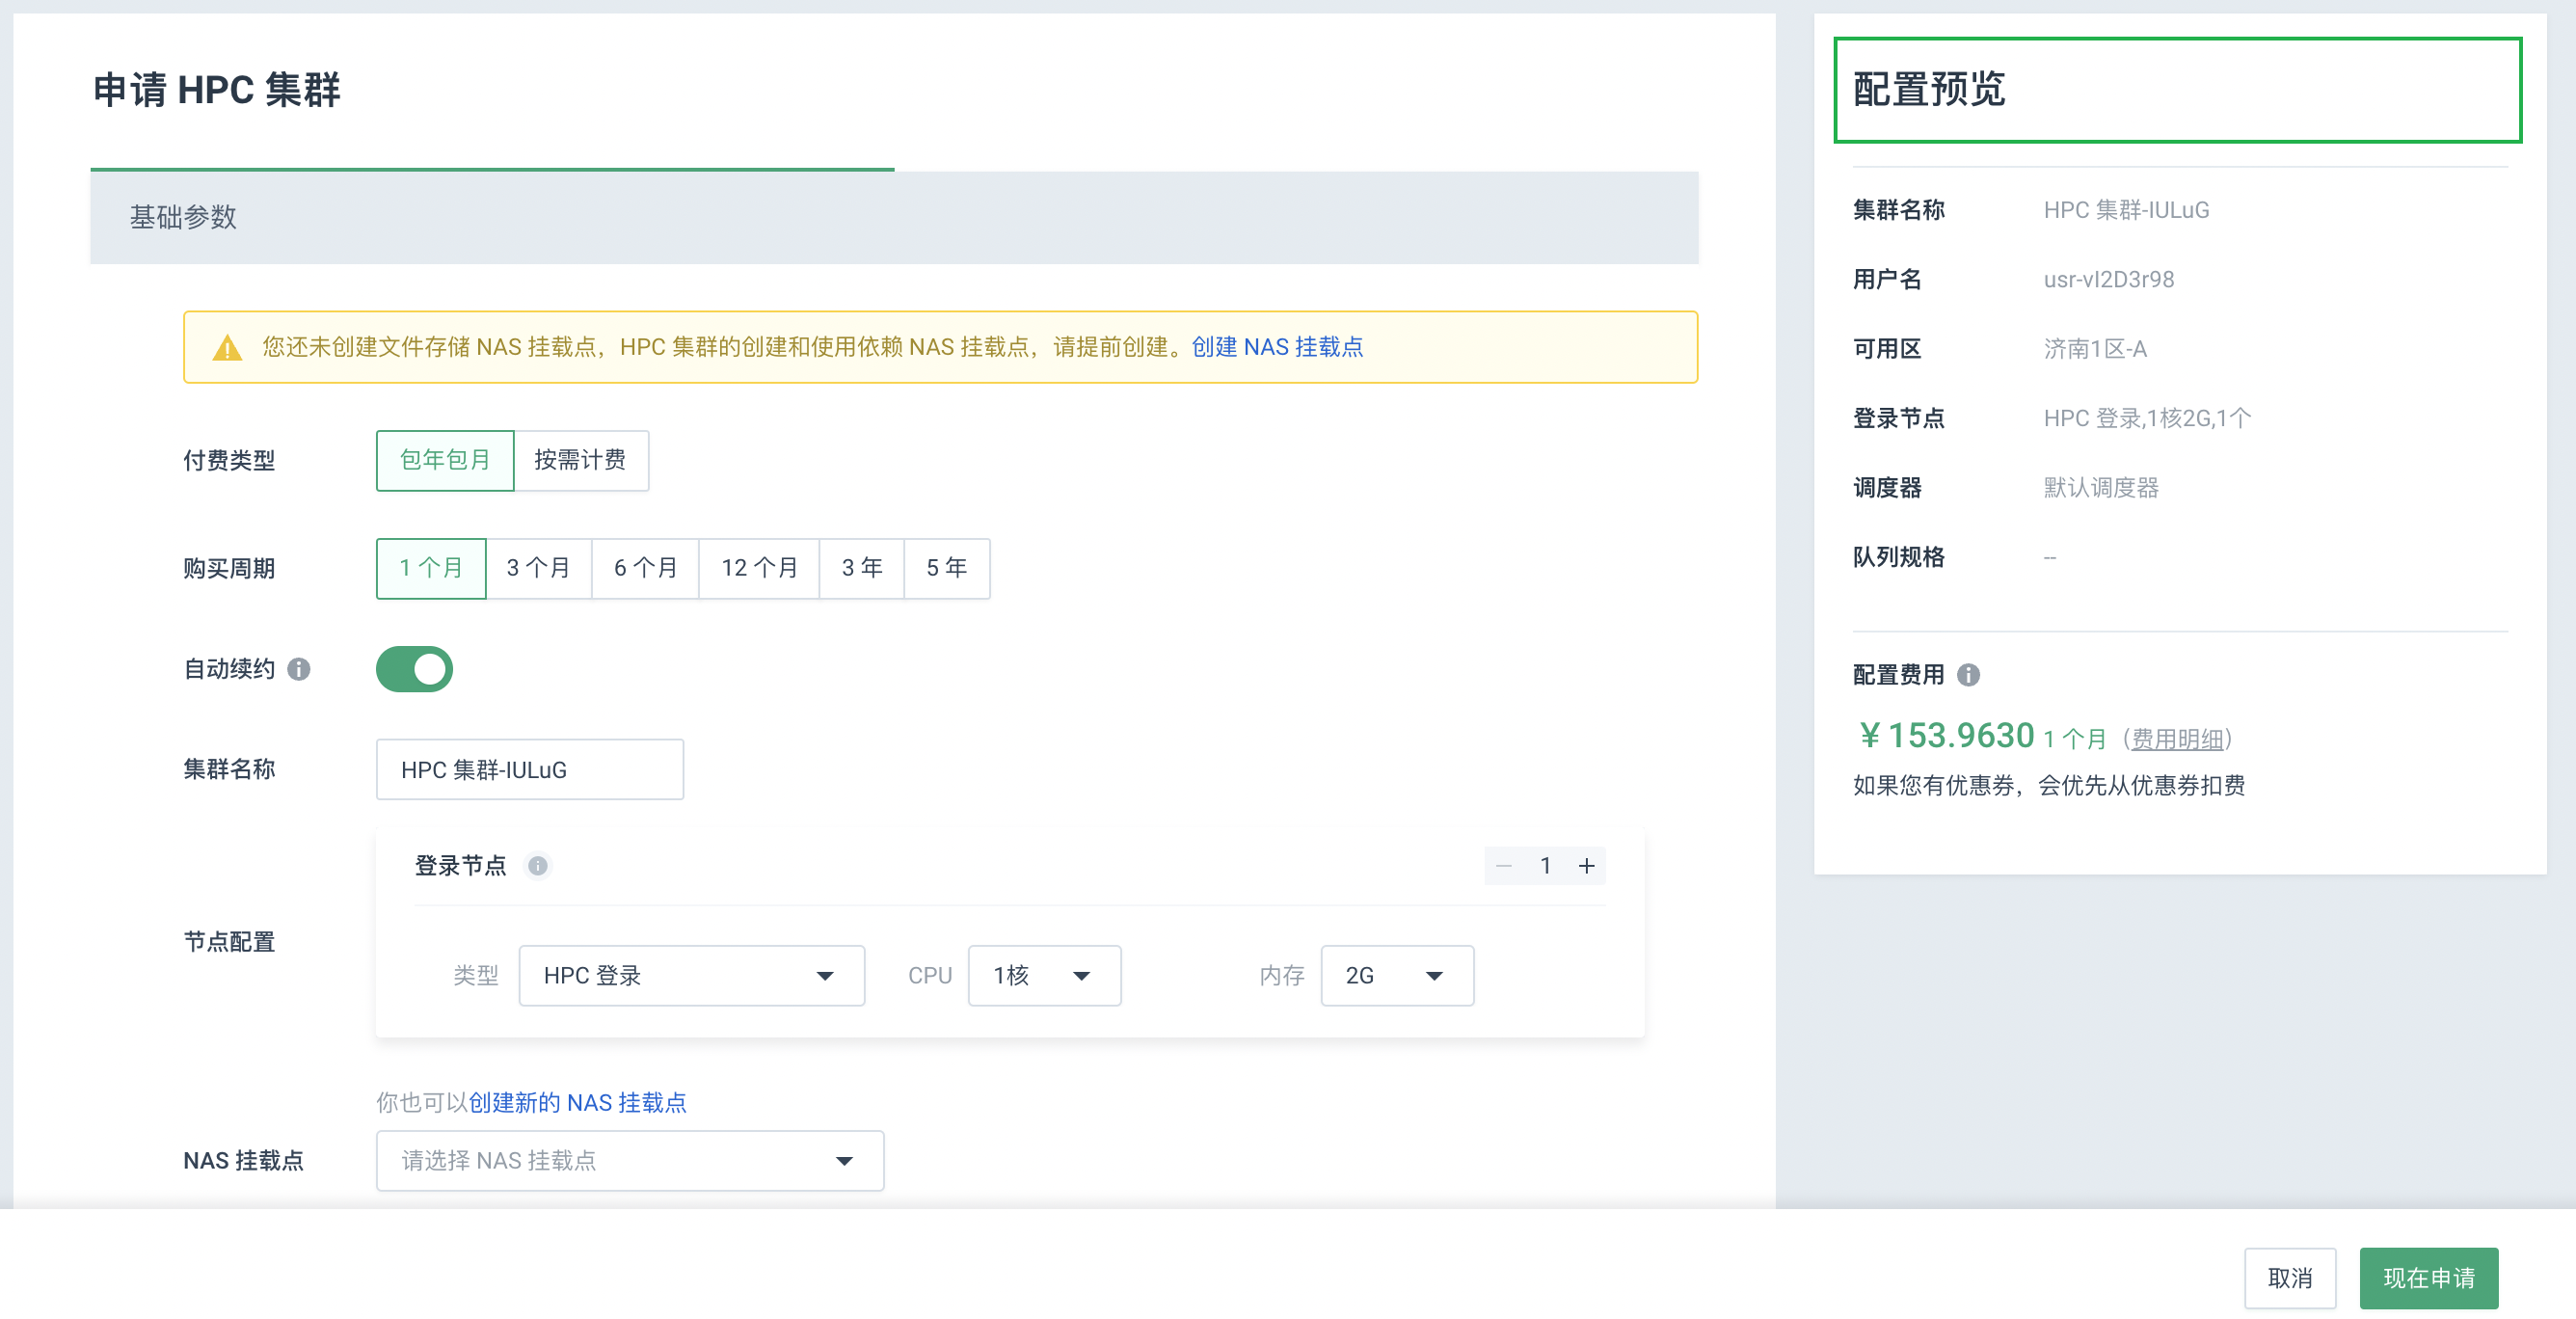 申请 HPC 集群
基础参数
您还未创建文件存储 NAS 挂载点，HPC 集群的创建和使用依赖 NAS 挂载点，请提前创建。创建 NAS 挂载点
付费类型
包年包月 按需计费
购买周期
1 个月 3 个月 6 个月 12 个月 3 年 5 年
自动续约
集群名称
HPC 集群-IULuG
节点配置
登录节点
1
类型 HPC 登录 CPU 1核 内存 2G
你也可以创建新的 NAS 挂载点
NAS 挂载点 请选择 NAS 挂载点
配置预览
集群名称 HPC 集群-IULuG
用户名 usr-vI2D3r98
可用区 济南1区-A
登录节点 HPC 登录,1核2G,1个
调度器 默认调度器
队列规格 --
配置费用
¥ 153.9630 1 个月（费用明细）
如果您有优惠券，会优先从优惠券扣费
取消 现在申请